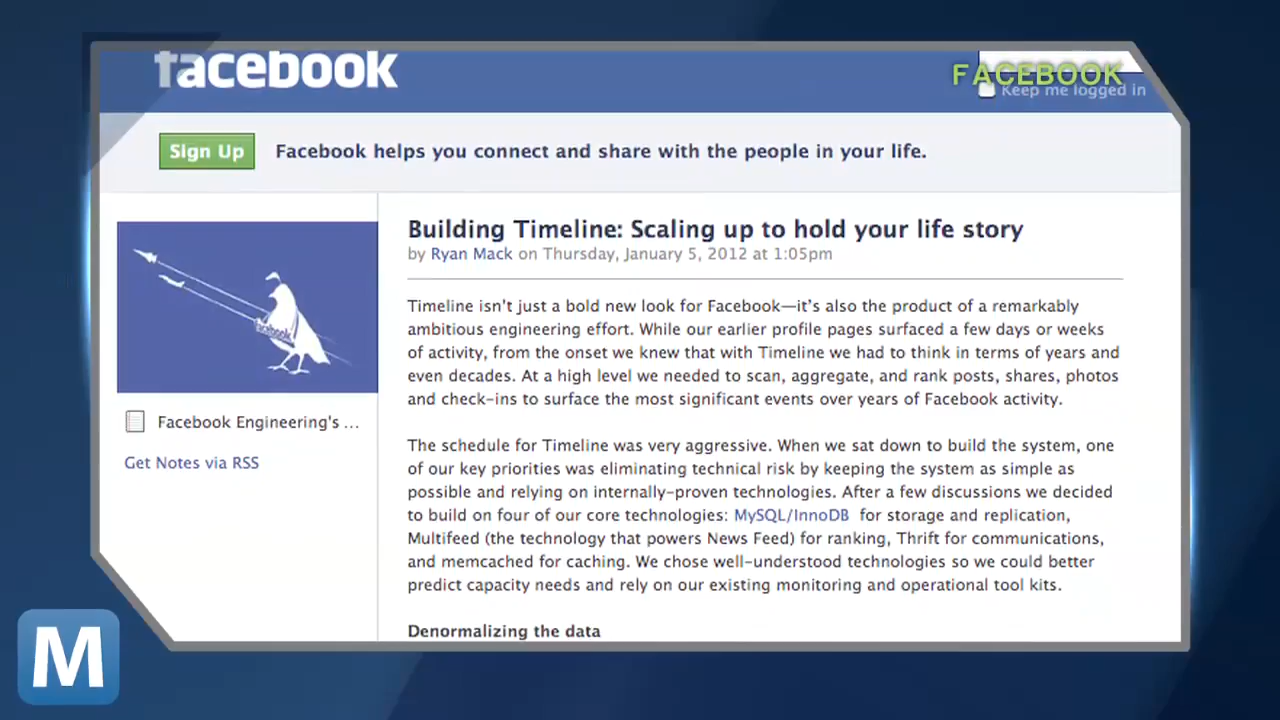 facebook
FACEBOOK
Keep me logged in
Sign Up
Facebook helps you connect and share with the people in your life.
Building Timeline: Scaling up to hold your life story
by Ryan Mack on Thursday, January 5, 2012 at 1:05pm
Timeline isn't just a bold new look for Facebook—it's also the product of a remarkably
ambitious engineering effort. While our earlier profile pages surfaced a few days or weeks
of activity, from the onset we knew that with Timeline we had to think in terms of years and
even decades. At a high level we needed to scan, aggregate, and rank posts, shares, photos
and check-ins to surface the most significant events over years of Facebook activity.
facebook
Facebook Engineering's ...
Get Notes via RSS
The schedule for Timeline was very aggressive. When we sat down to build the system, one
of our key priorities was eliminating technical risk by keeping the system as simple as
possible and relying on internally-proven technologies. After a few discussions we decided
to build on four of our core technologies: MySQL/InnoDB for storage and replication,
Multifeed (the technology that powers News Feed) for ranking, Thrift for communications,
and memcached for caching. We chose well-understood technologies so we could better
predict capacity needs and rely on our existing monitoring and operational tool kits.
Denormalizing the data
M